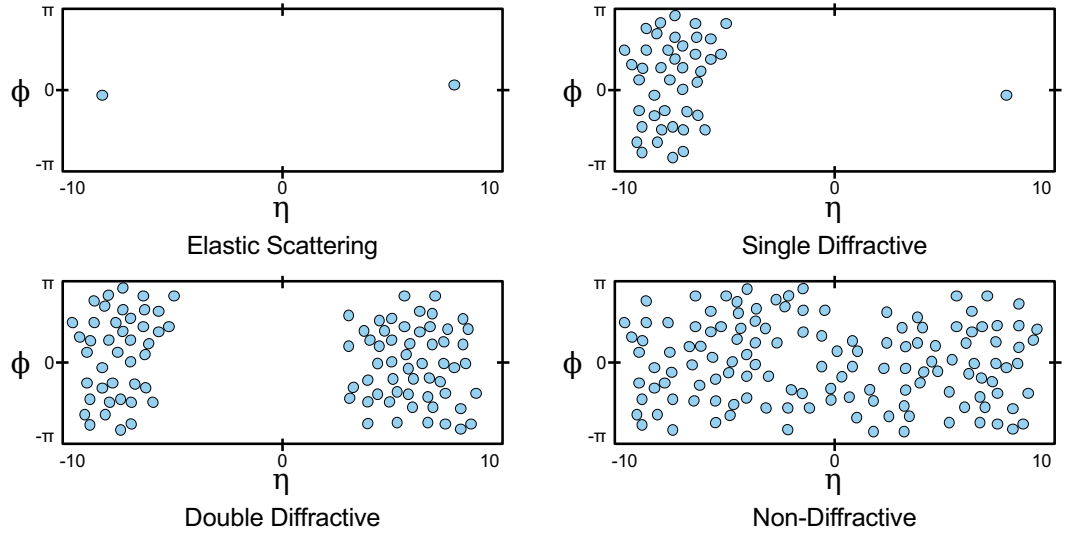 π
ϕ 0
-π
-10 0 10
η
Elastic Scattering
π
ϕ 0
-π
-10 0 10
η
Single Diffractive
π
ϕ 0
-π
-10 0 10
η
Double Diffractive
π
ϕ 0
-π
-10 0 10
η
Non-Diffractive